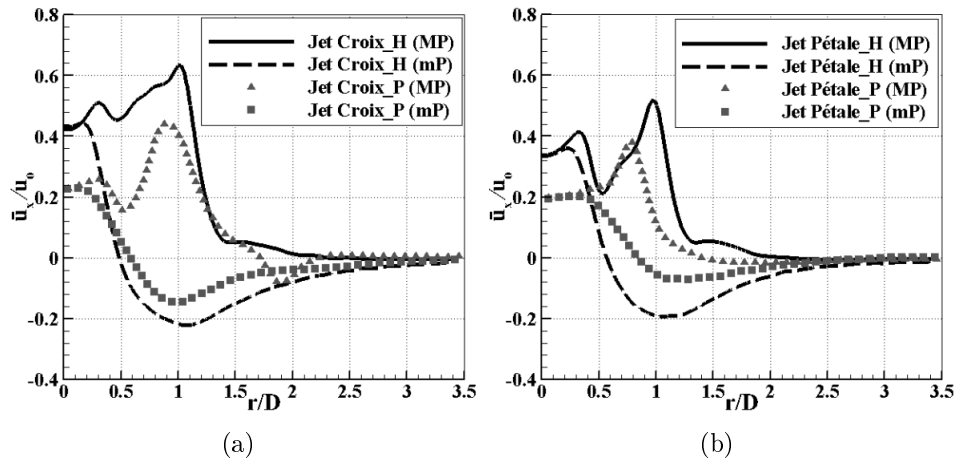 0.8
0.6
0.4
0.2
0
-0.2
-0.4
ū_x/u_o
Jet Croix_H (MP)
Jet Croix_H (mP)
Jet Croix_P (MP)
Jet Croix_P (mP)
0 0.5 1 1.5 2 2.5 3 3.5
r/D
(a)
0.8
0.6
0.4
0.2
0
-0.2
-0.4
ū_x/u_o
Jet Pétale_H (MP)
Jet Pétale_H (mP)
Jet Pétale_P (MP)
Jet Pétale_P (mP)
0 0.5 1 1.5 2 2.5 3 3.5
r/D
(b)